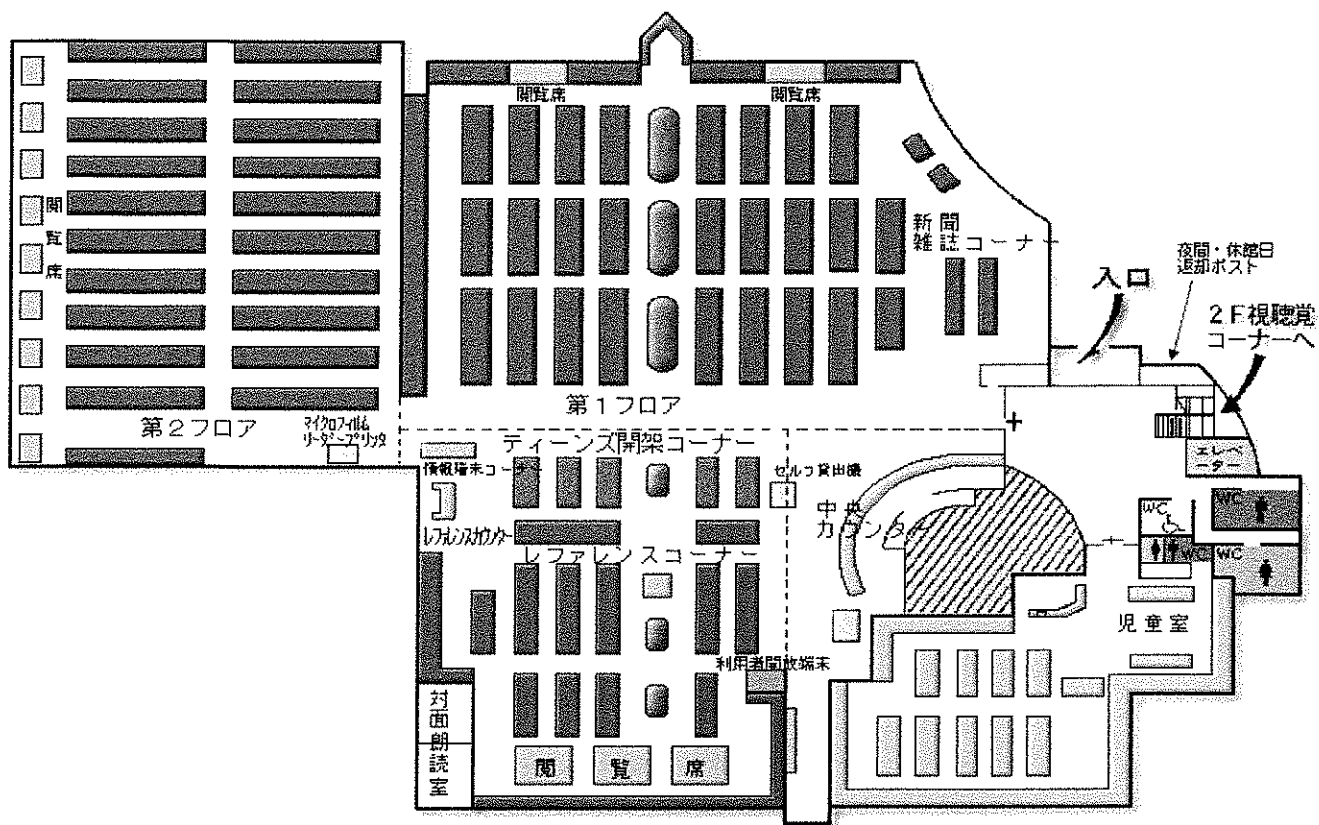 閲覧席
閲覧席
閲覧席
新聞
雑誌コーナー
夜間・休館日
返却ポスト
入口
2F視聴覚
コーナーへ
第1フロア
第2フロア
マイクロフィルム
リーダープリンタ
ティーンズ開架コーナー
情報端末コーナー
セルフ貸出機
エレベ
ーター
中央
カウンター
WC
WC
レファレンスカウンター
レファレンスコーナー
WC
WC
児童室
利用者開放端末
対面朗読室
閲覧席